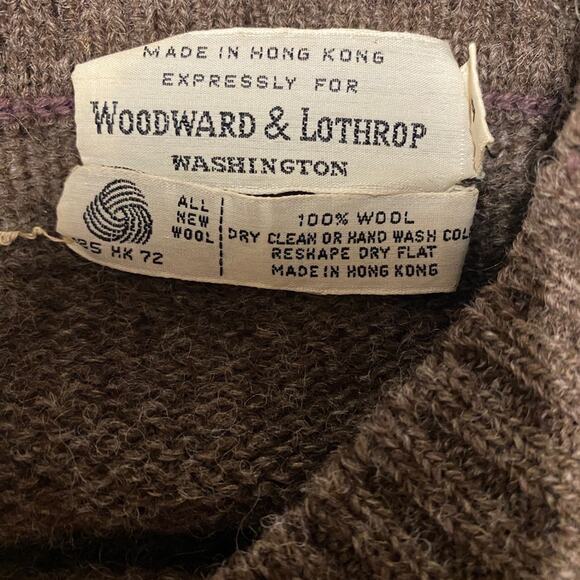 MADE IN HONG KONG
EXPRESSLY FOR
WOODWARD & LOTHROP
WASHINGTON
ALL
NEW
WOOL
HK 72
100% WOOL
DRY CLEAN OR HAND WASH COL
RESHAPE DRY FLAT
MADE IN HONG KONG